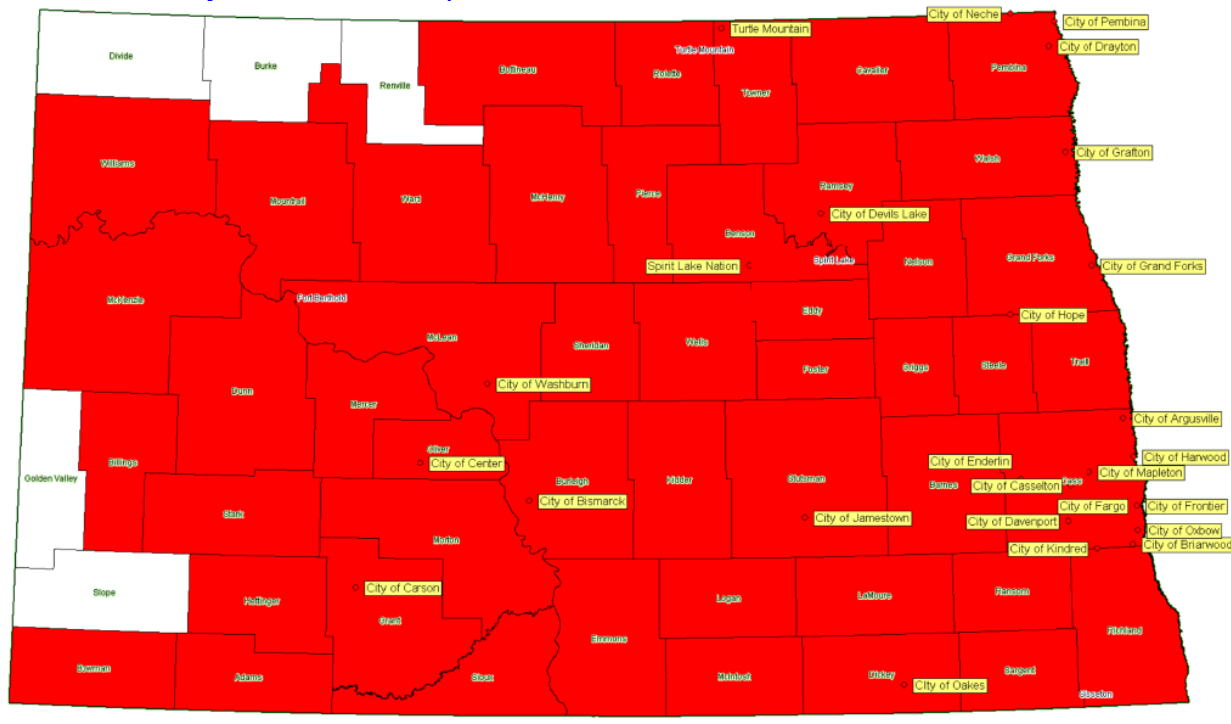 City of Neche
City of Pembina
Turtle Mountain
City of Drayton
Divide
Burke
Renville
Bottineau
Turtle Mountain
Rolette
Towner
Cavalier
Pembina
City of Grafton
Walsh
Williams
Mountrail
Ward
McHenry
Pierce
Ramsey
Benson
City of Devils Lake
Spirit Lake Nation
Spirit Lake
Nelson
Grand Forks
City of Grand Forks
McKenzie
Fort Berthold
McLean
Sheridan
Wells
Eddy
City of Hope
Foster
Griggs
Steele
Traill
Dunn
Mercer
City of Washburn
City of Argusville
Golden Valley
Billings
Oliver
City of Center
Burleigh
Kidder
Stutsman
Barnes
Cass
City of Enderlin
City of Harwood
City of Mapleton
City of Casselton
City of Bismarck
City of Fargo
City of Frontier
Stark
Morton
City of Jamestown
City of Davenport
City of Oxbow
City of Kindred
City of Briarwood
Slope
Hettinger
City of Carson
Grant
Logan
LaMoure
Ransom
Emmons
Richland
Bowman
Adams
Sioux
McIntosh
Dickey
City of Oakes
Sargent
Sisseton